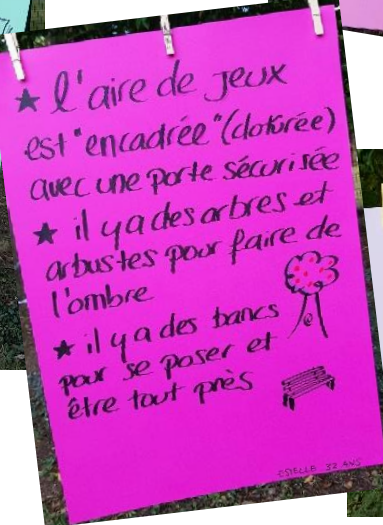 ★ l'aire de jeux
est "encadrée" (cloturée)
avec une porte sécurisée
★ il y a des arbres et
arbustes pour faire de
l'ombre
★ il y a des bancs
pour se poser et
être tout près
ESTELLE 32 ANS